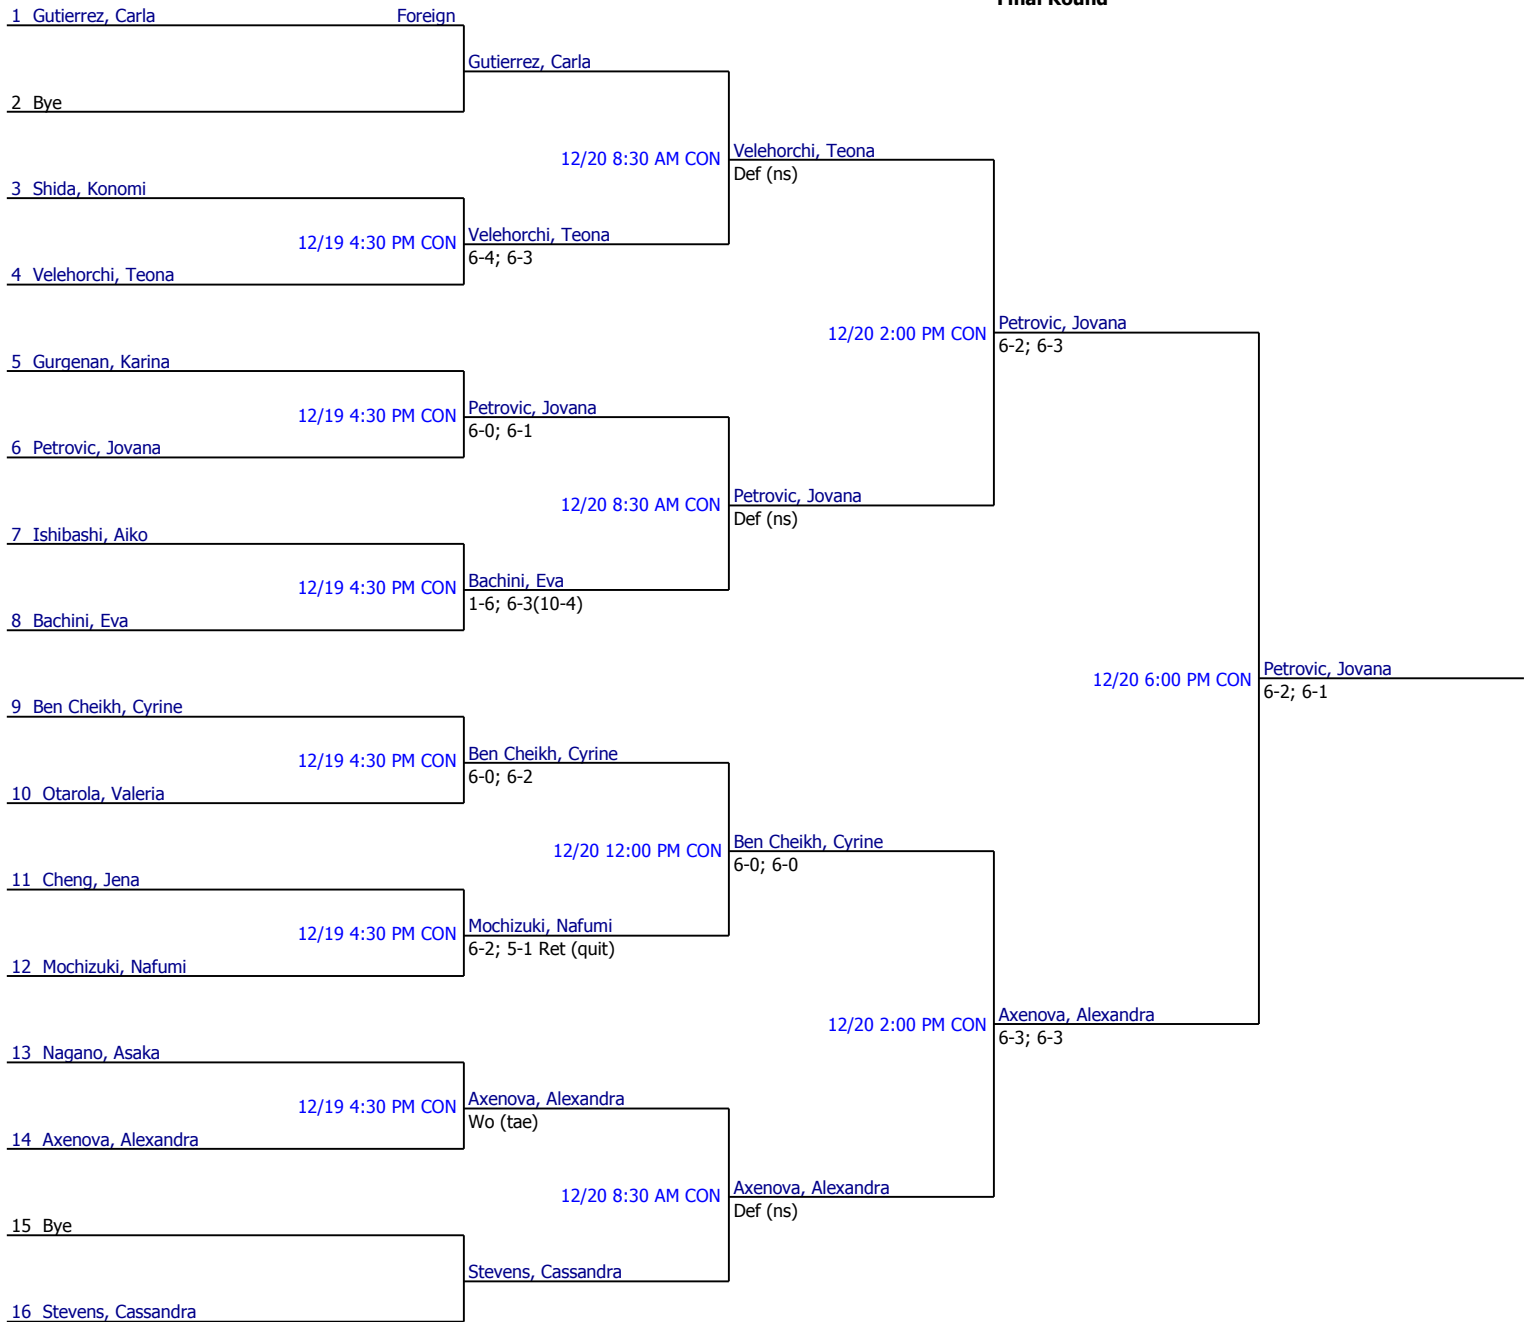 Final Round
1 Gutierrez, Carla Foreign
Gutierrez, Carla
2 Bye
12/20 8:30 AM CON Velehorchi, Teona
Def (ns)
3 Shida, Konomi
12/19 4:30 PM CON Velehorchi, Teona
6-4; 6-3
4 Velehorchi, Teona
12/20 2:00 PM CON Petrovic, Jovana
6-2; 6-3
5 Gurgenan, Karina
12/19 4:30 PM CON Petrovic, Jovana
6-0; 6-1
6 Petrovic, Jovana
12/20 8:30 AM CON Petrovic, Jovana
Def (ns)
7 Ishibashi, Aiko
12/19 4:30 PM CON Bachini, Eva
1-6; 6-3(10-4)
8 Bachini, Eva
12/20 6:00 PM CON Petrovic, Jovana
6-2; 6-1
9 Ben Cheikh, Cyrine
12/19 4:30 PM CON Ben Cheikh, Cyrine
6-0; 6-2
10 Otarola, Valeria
12/20 12:00 PM CON Ben Cheikh, Cyrine
6-0; 6-0
11 Cheng, Jena
12/19 4:30 PM CON Mochizuki, Nafumi
6-2; 5-1 Ret (quit)
12 Mochizuki, Nafumi
12/20 2:00 PM CON Axenova, Alexandra
6-3; 6-3
13 Nagano, Asaka
12/19 4:30 PM CON Axenova, Alexandra
Wo (tae)
14 Axenova, Alexandra
12/20 8:30 AM CON Axenova, Alexandra
Def (ns)
15 Bye
Stevens, Cassandra
16 Stevens, Cassandra